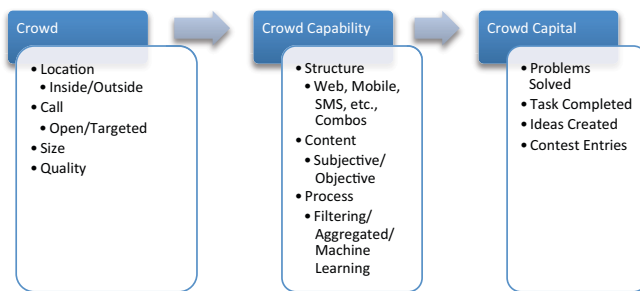 Crowd
• Location
• Inside/Outside
• Call
• Open/Targeted
• Size
• Quality
Crowd Capability
• Structure
• Web, Mobile,
SMS, etc.,
Combos
• Content
• Subjective/
Objective
• Process
• Filtering/
Aggregated/
Machine
Learning
Crowd Capital
• Problems
Solved
• Task Completed
• Ideas Created
• Contest Entries